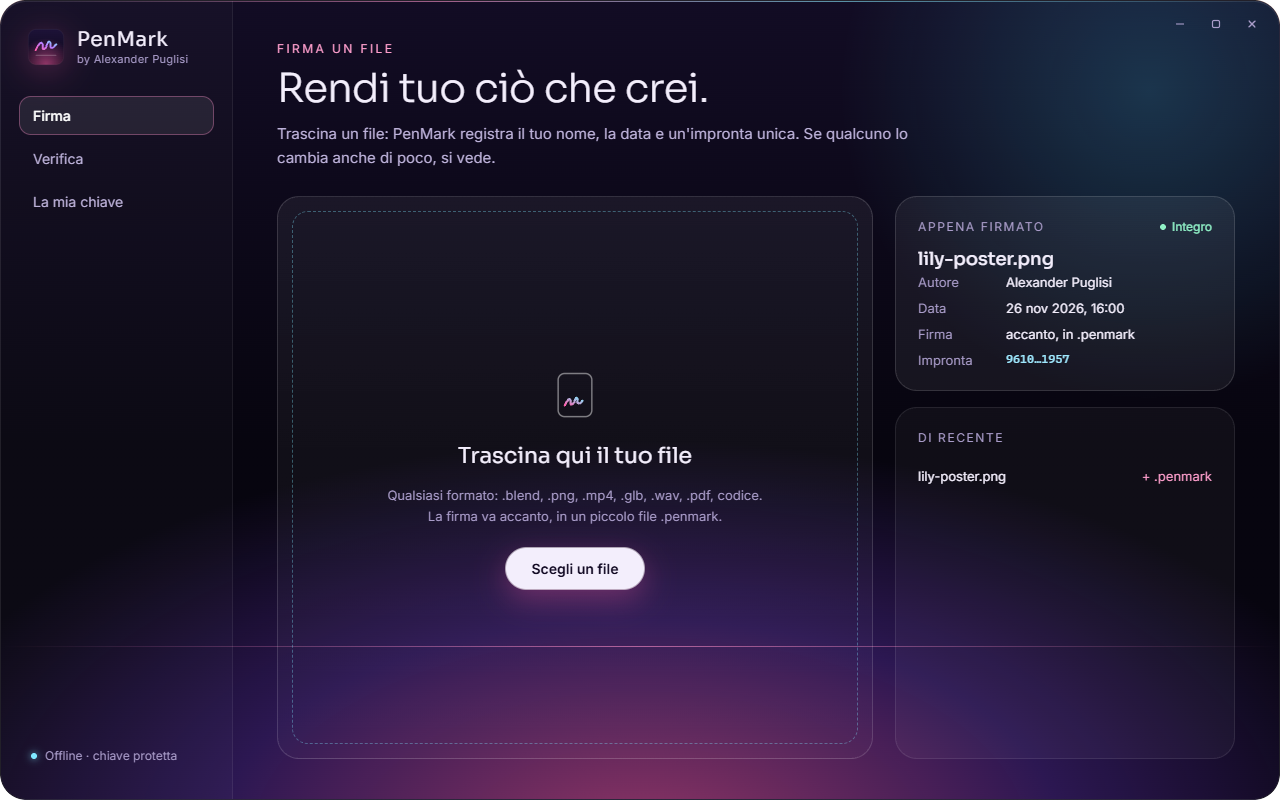 PenMark
by Alexander Puglisi
Firma
Verifica
La mia chiave
Offline · chiave protetta
FIRMA UN FILE
Rendi tuo ciò che crei.
Trascina un file: PenMark registra il tuo nome, la data e un'impronta unica. Se qualcuno lo
cambia anche di poco, si vede.
Trascina qui il tuo file
Qualsiasi formato: .blend, .png, .mp4, .glb, .wav, .pdf, codice.
La firma va accanto, in un piccolo file .penmark.
Scegli un file
APPENA FIRMATO
Integro
lily-poster.png
Autore Alexander Puglisi
Data 26 nov 2026, 16:00
Firma accanto, in .penmark
Impronta 9610…1957
DI RECENTE
lily-poster.png + .penmark